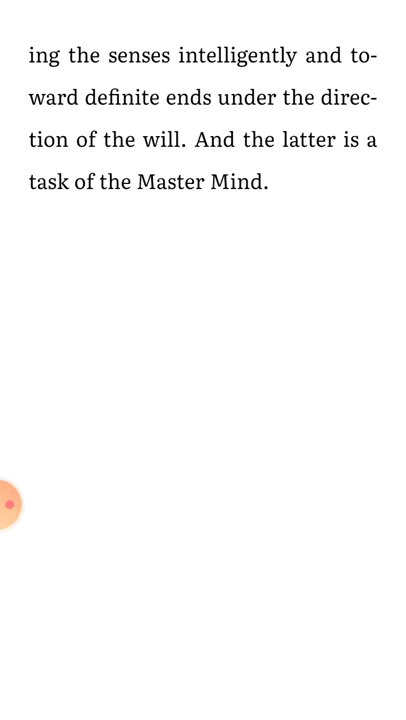 ing the senses intelligently and to-
ward definite ends under the direc-
tion of the will. And the latter is a
task of the Master Mind.